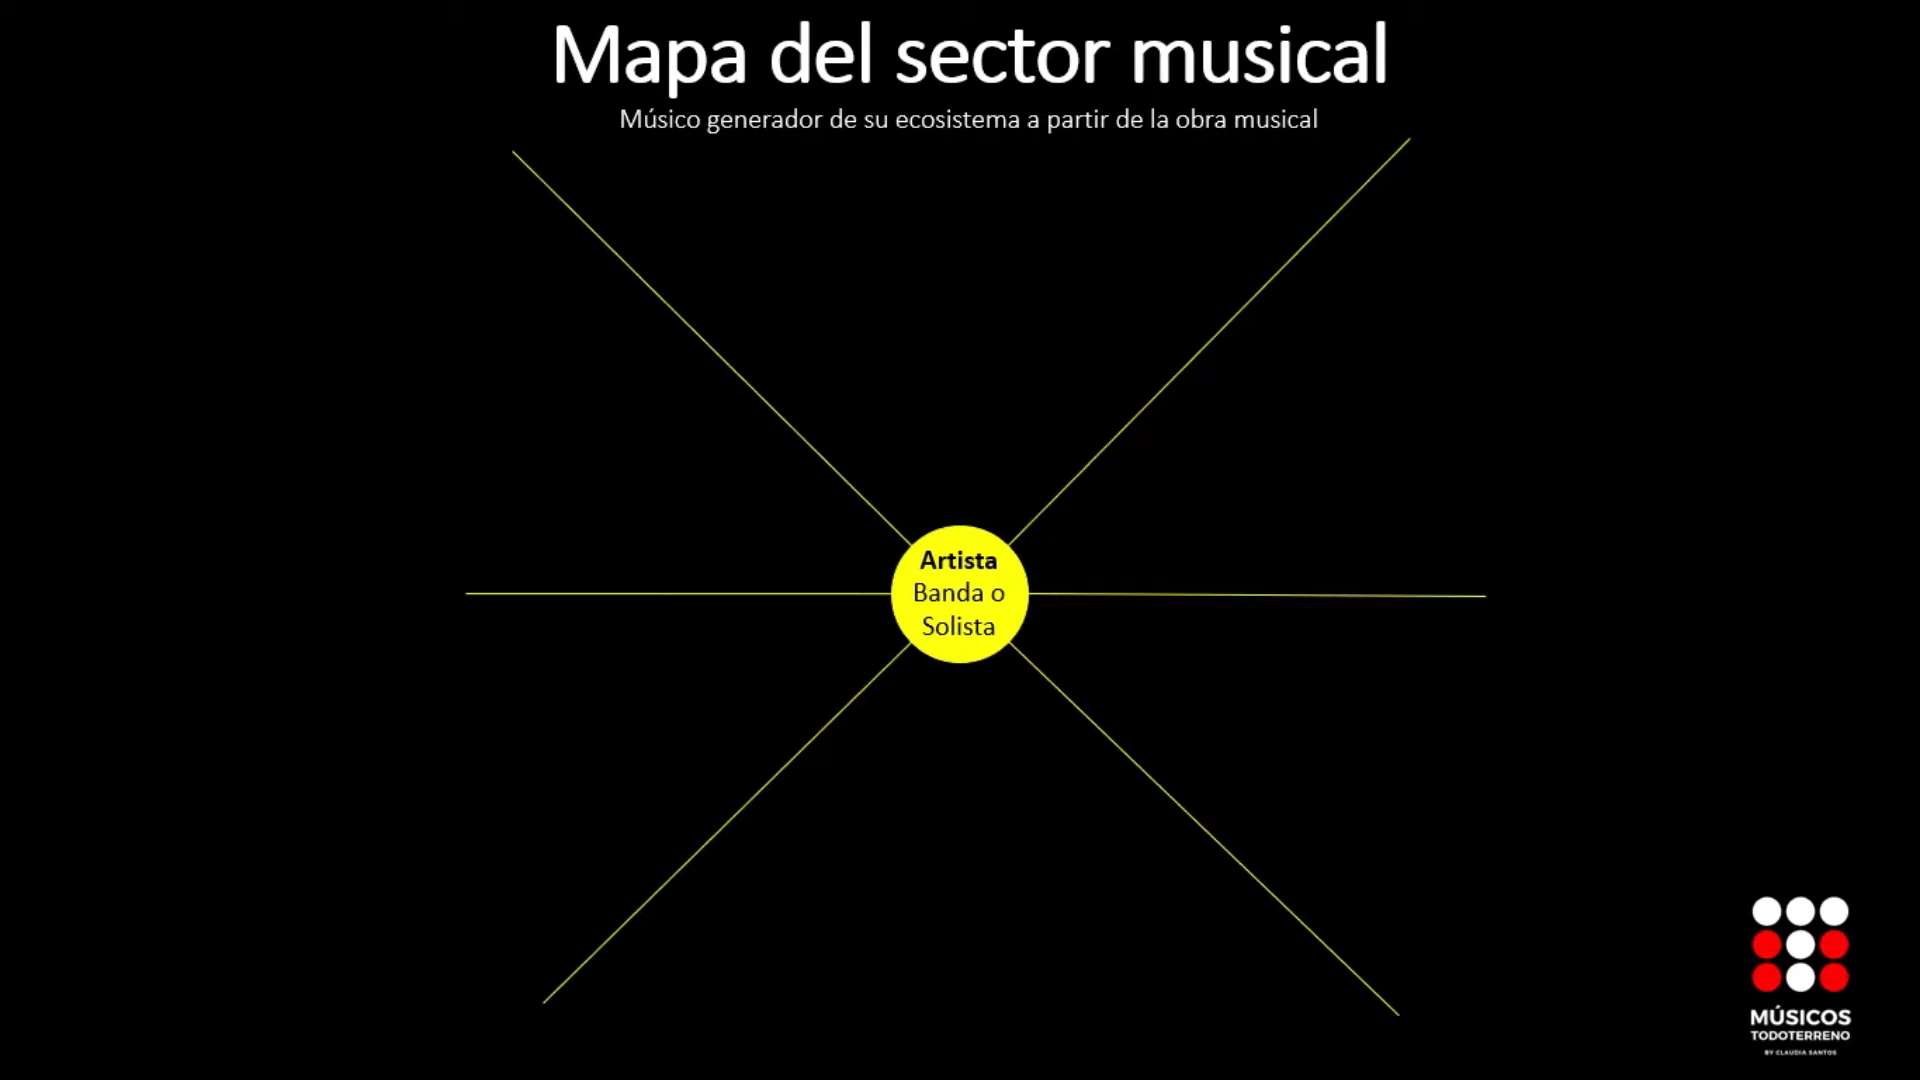 Mapa del sector musical
Músico generador de su ecosistema a partir de la obra musical
Artista
Banda o
Solista
MÚSICOS
TODOTERRENO
BY CLAUDIA SANTOS